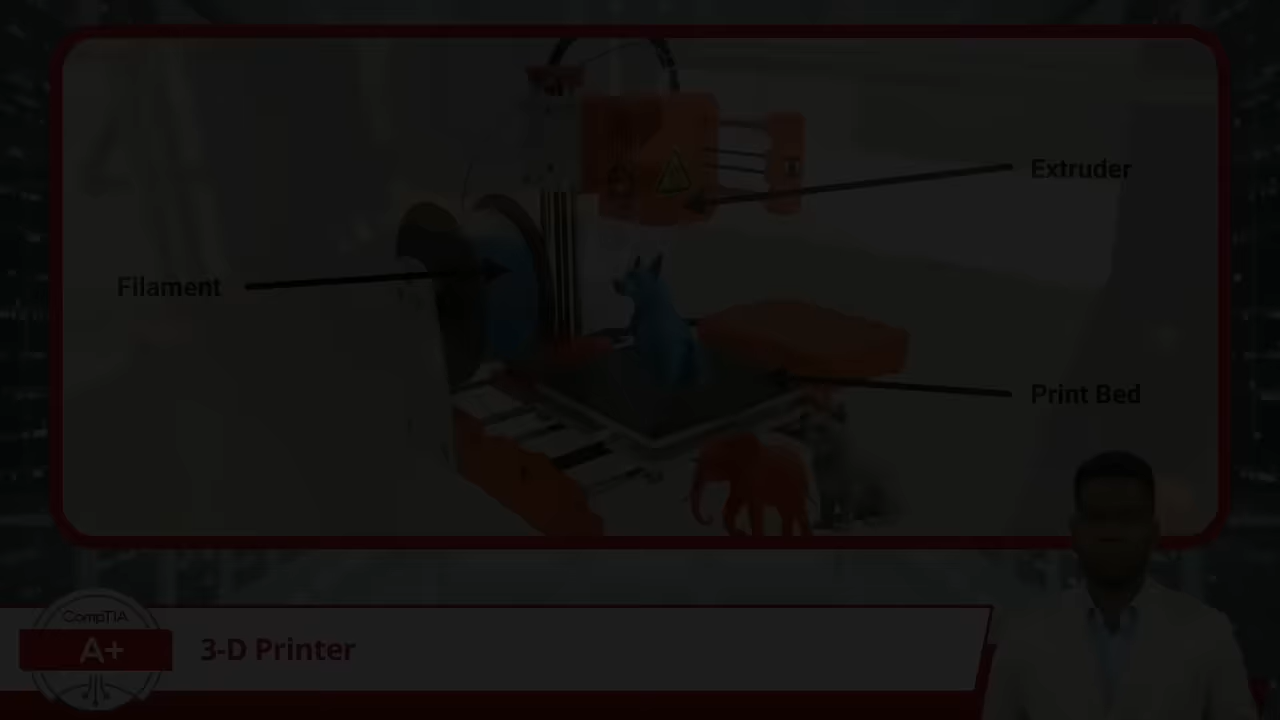 Extruder
Filament
Print Bed
CompTIA
A+
3-D Printer